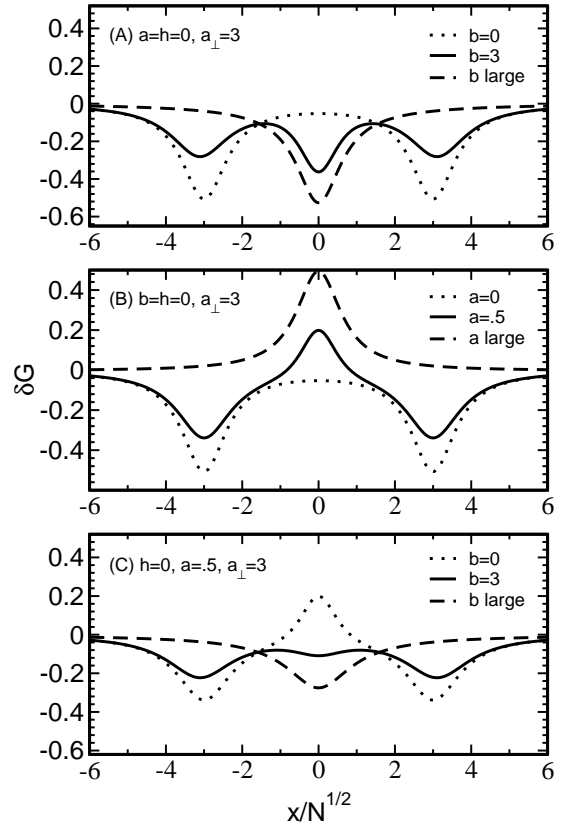 (A) a=h=0, a⊥=3
b=0
b=3
b large
0.4
0.2
0
-0.2
-0.4
-0.6
-6 -4 -2 0 2 4 6
(B) b=h=0, a⊥=3
a=0
a=.5
a large
0.4
0.2
0
-0.2
-0.4
-6 -4 -2 0 2 4 6
δG
(C) h=0, a=.5, a⊥=3
b=0
b=3
b large
0.4
0.2
0
-0.2
-0.4
-0.6
-6 -4 -2 0 2 4 6
x/N^1/2